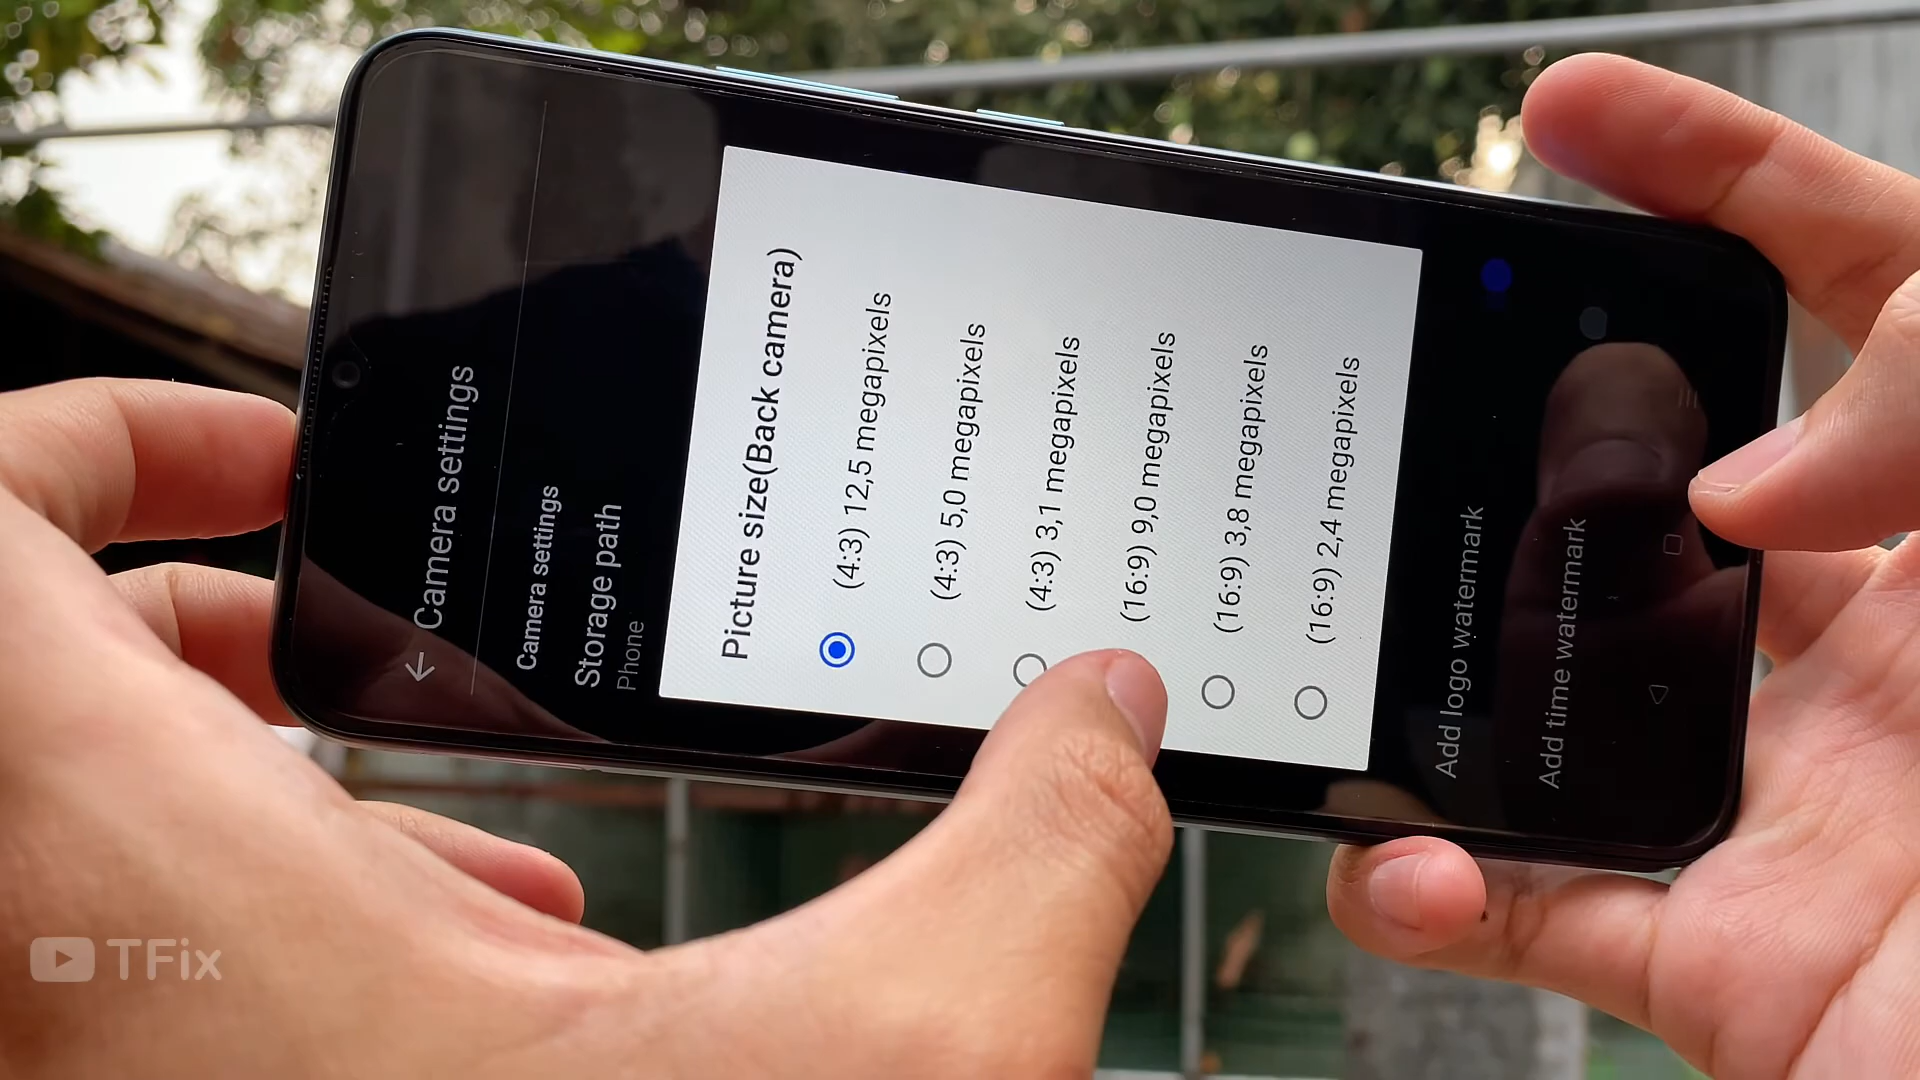 Camera settings
Camera settings
Storage path
Phone
Picture size(Back camera)
(4:3) 12,5 megapixels
(4:3) 5,0 megapixels
(4:3) 3,1 megapixels
(16:9) 9,0 megapixels
(16:9) 3,8 megapixels
(16:9) 2,4 megapixels
Add logo watermark
Add time watermark
TFix